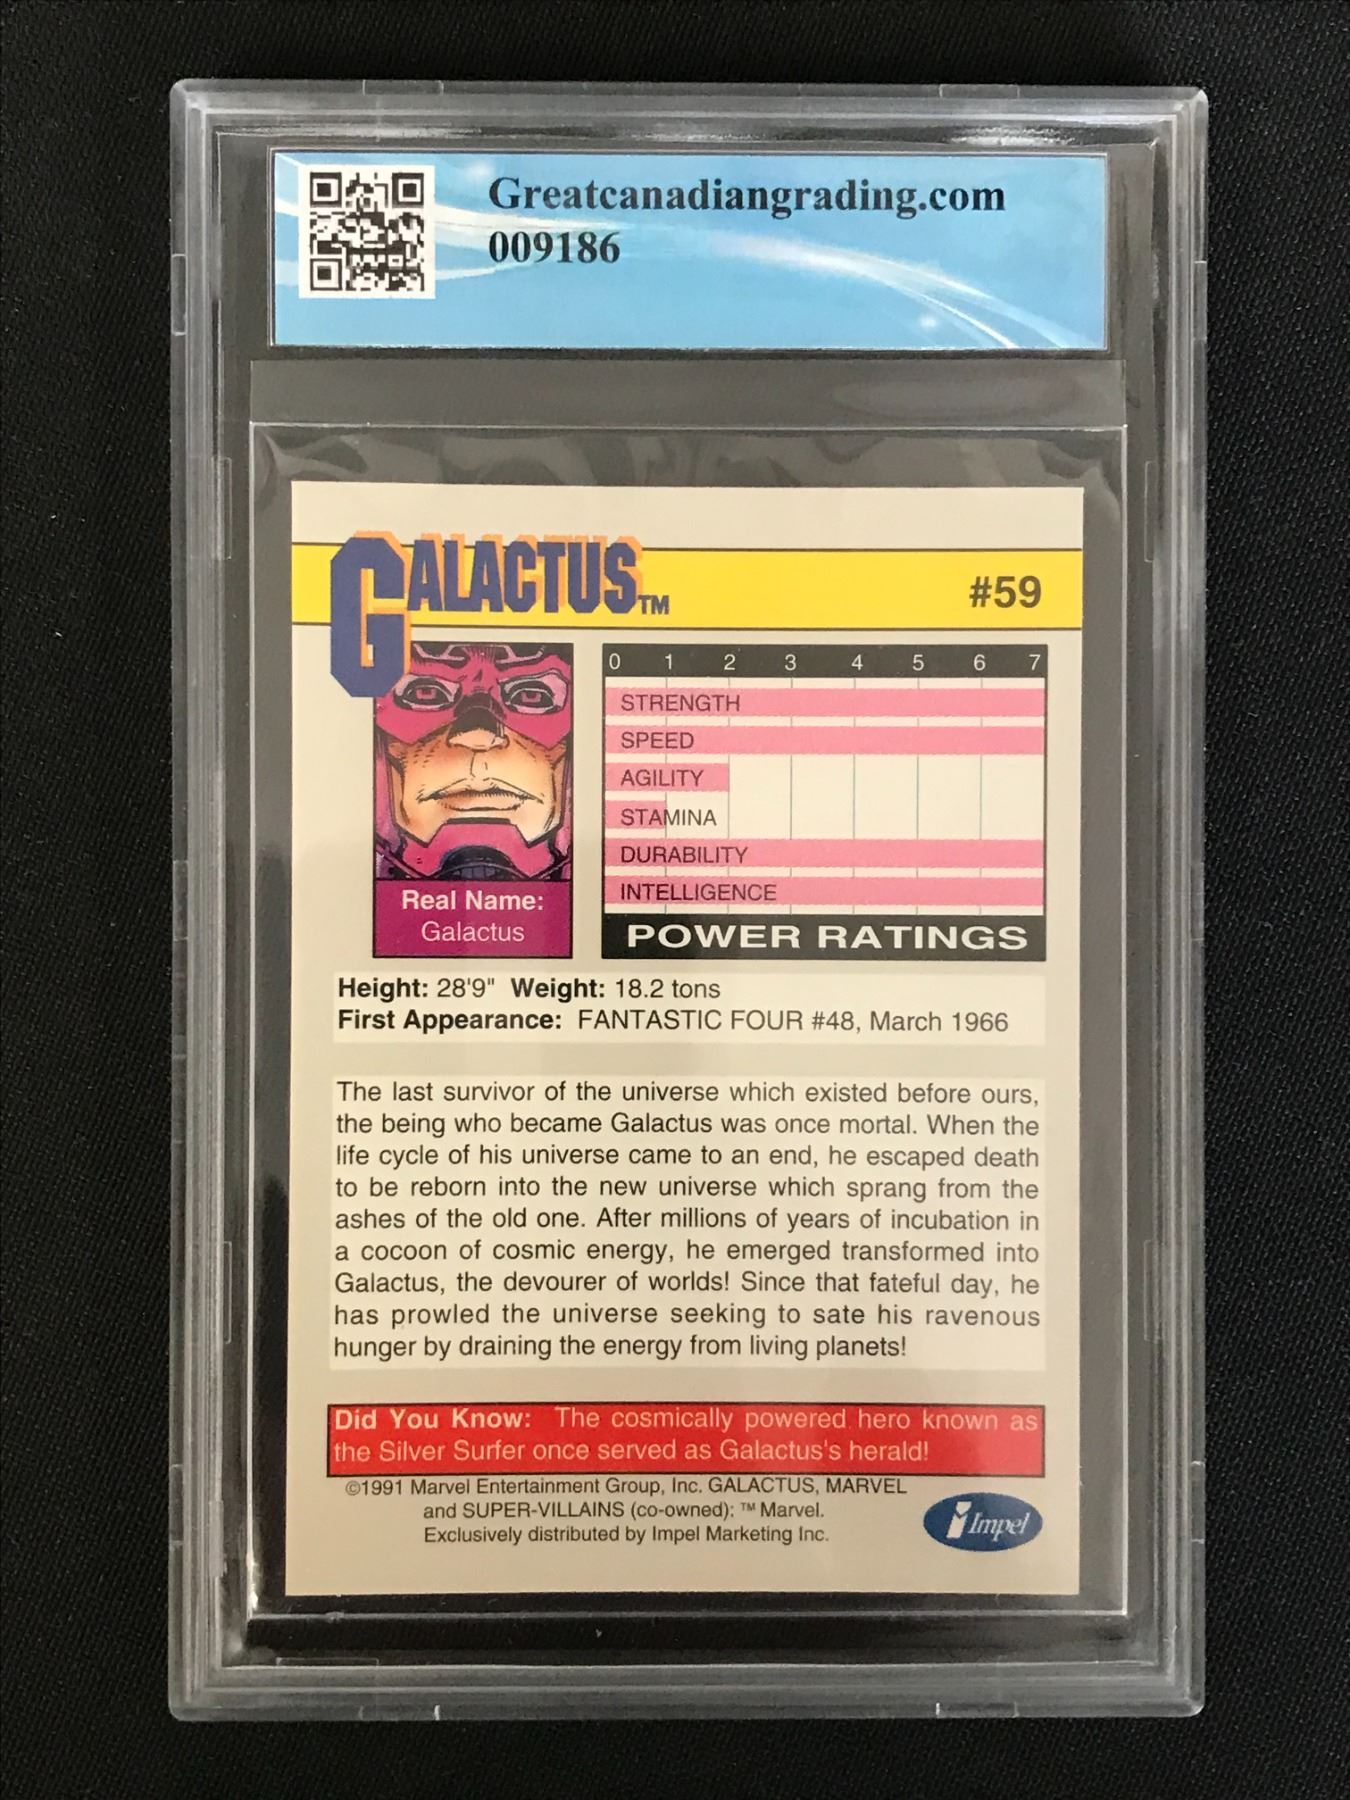 Greatcanadiangrading.com
009186
GALACTUS™
#59
0 1 2 3 4 5 6 7
STRENGTH
SPEED
AGILITY
STAMINA
DURABILITY
INTELLIGENCE
POWER RATINGS
Real Name:
Galactus
Height: 28'9" Weight: 18.2 tons
First Appearance: FANTASTIC FOUR #48, March 1966
The last survivor of the universe which existed before ours,
the being who became Galactus was once mortal. When the
life cycle of his universe came to an end, he escaped death
to be reborn into the new universe which sprang from the
ashes of the old one. After millions of years of incubation in
a cocoon of cosmic energy, he emerged transformed into
Galactus, the devourer of worlds! Since that fateful day, he
has prowled the universe seeking to sate his ravenous
hunger by draining the energy from living planets!
Did You Know: The cosmically powered hero known as
the Silver Surfer once served as Galactus's herald!
©1991 Marvel Entertainment Group, Inc. GALACTUS, MARVEL
and SUPER-VILLAINS (co-owned): ™ Marvel.
Exclusively distributed by Impel Marketing Inc.
Impel